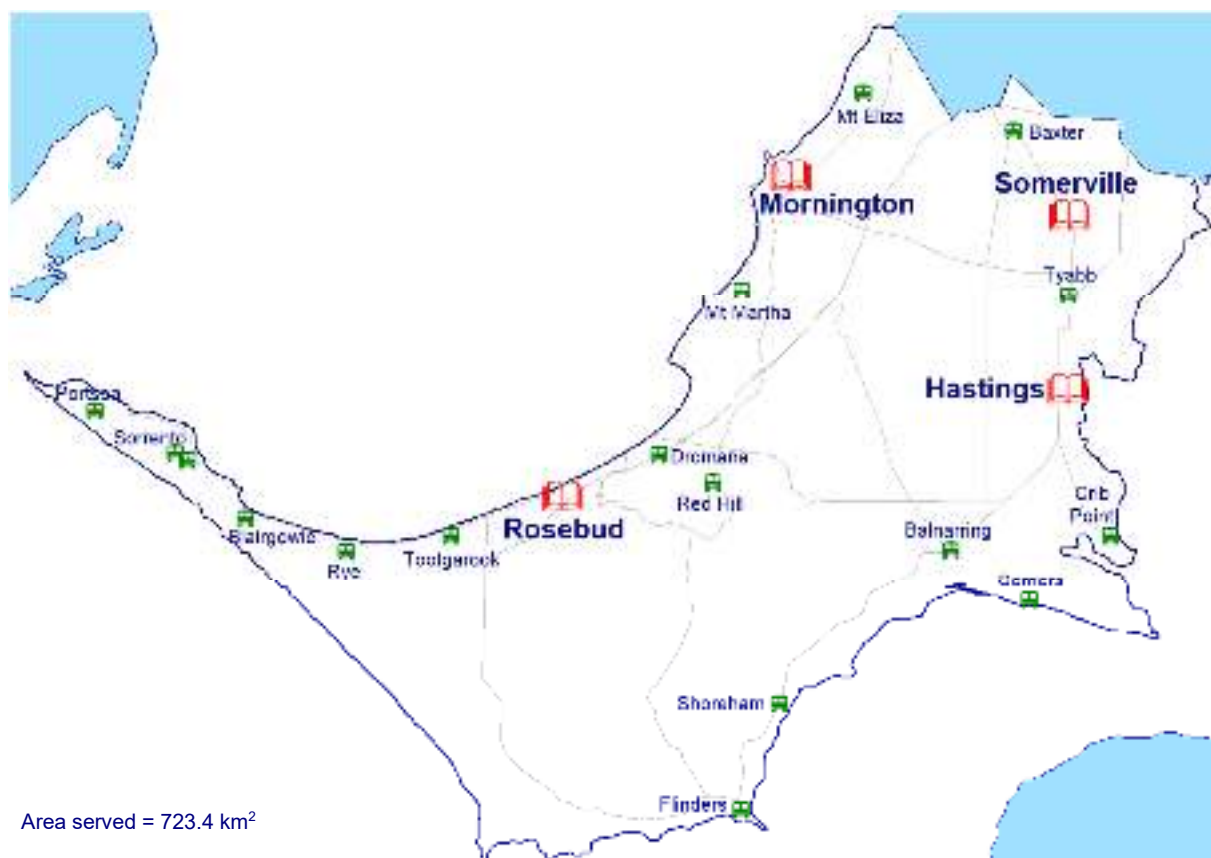 Mt Eliza
Baxter
Somerville
Mornington
Tyabb
Mt Martha
Hastings
Portsea
Sorrento
Dromana
Red Hill
Crib
Point
Rosebud
Balnarring
Blairgowie
Tootgarook
Rye
Somers
Shoreham
Flinders
Area served = 723.4 km²